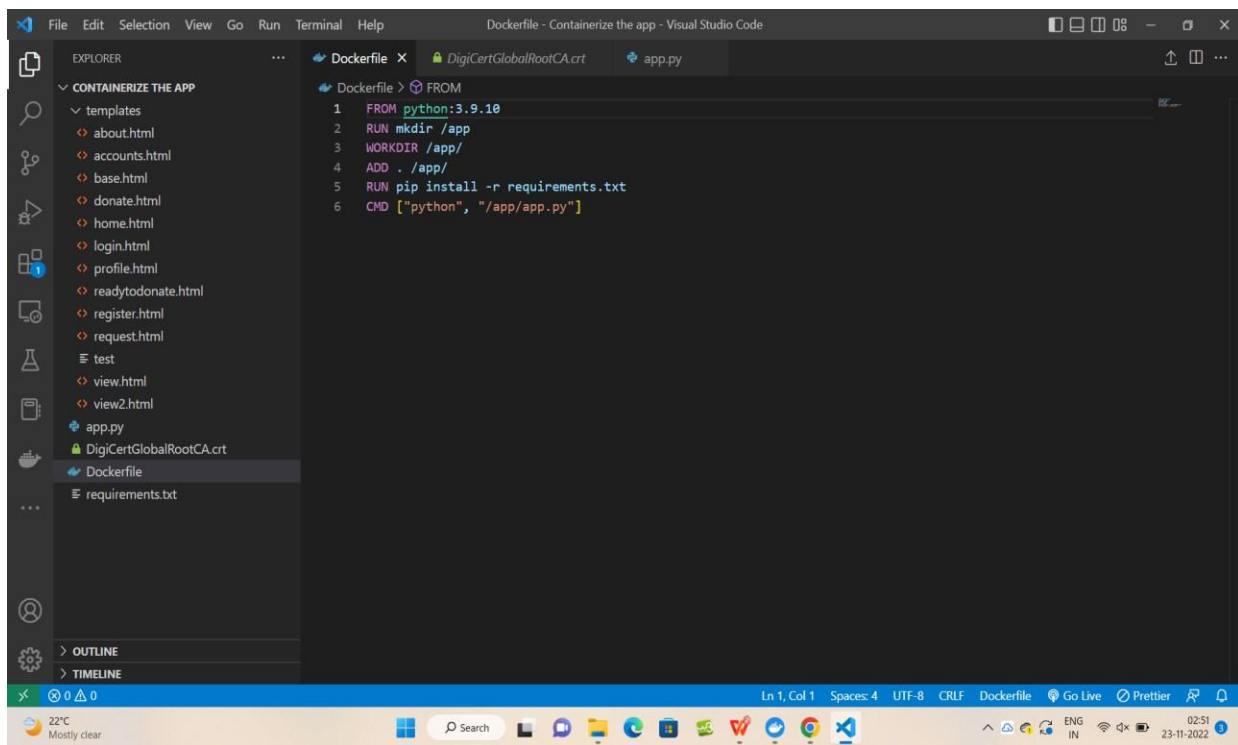 File Edit Selection View Go Run Terminal Help Dockerfile - Containerize the app - Visual Studio Code
EXPLORER
CONTAINERIZE THE APP
templates
about.html
accounts.html
base.html
donate.html
home.html
login.html
profile.html
readytodonate.html
register.html
request.html
test
view.html
view2.html
app.py
DigiCertGlobalRootCA.crt
Dockerfile
requirements.txt
OUTLINE
TIMELINE
1
Dockerfile DigiCertGlobalRootCA.crt app.py
Dockerfile > FROM
1 FROM python:3.9.10
2 RUN mkdir /app
3 WORKDIR /app/
4 ADD . /app/
5 RUN pip install -r requirements.txt
6 CMD ["python", "/app/app.py"]
0 0 Ln 1, Col 1 Spaces: 4 UTF-8 CRLF Dockerfile Go Live Prettier
22°C
Mostly clear
Search
ENG
IN
02:51
23-11-2022
3